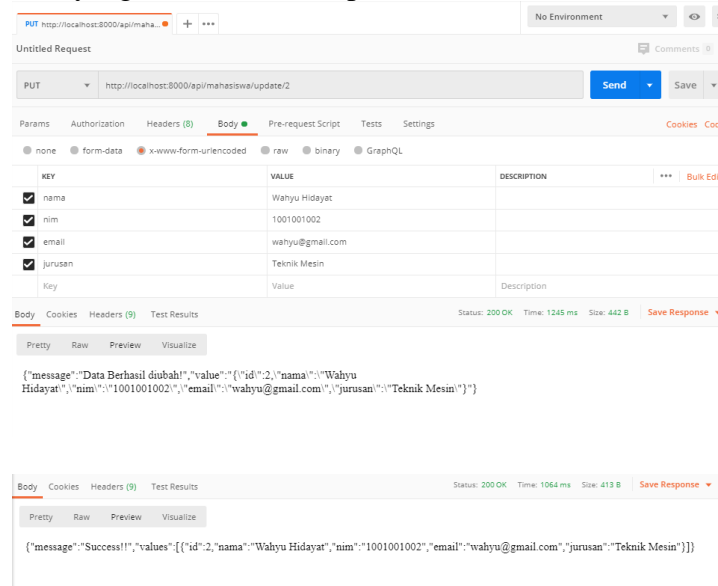 PUT http://localhost:8000/api/maha... + ••• No Environment
Untitled Request Comments 0
PUT http://localhost:8000/api/mahasiswa/update/2 Send Save
Params Authorization Headers (8) Body Pre-request Script Tests Settings Cookies
none form-data x-www-form-urlencoded raw binary GraphQL
KEY VALUE DESCRIPTION ••• Bulk Edi
nama Wahyu Hidayat
nim 1001001002
email wahyu@gmail.com
jurusan Teknik Mesin
Key Value Description
Body Cookies Headers (9) Test Results Status: 200 OK Time: 1245 ms Size: 442 B Save Response
Pretty Raw Preview Visualize
{"message":"Data Berhasil diubah!","value":"{\"id\":2,\"nama\":\"Wahyu
Hidayat\",\"nim\":\"1001001002\",\"email\":\"wahyu@gmail.com\",\"jurusan\":\"Teknik Mesin\"}"}
Body Cookies Headers (9) Test Results Status: 200 OK Time: 1064 ms Size: 413 B Save Response
Pretty Raw Preview Visualize
{"message":"Success!!","values":[{"id":2,"nama":"Wahyu Hidayat","nim":"1001001002","email":"wahyu@gmail.com","jurusan":"Teknik Mesin"}]}